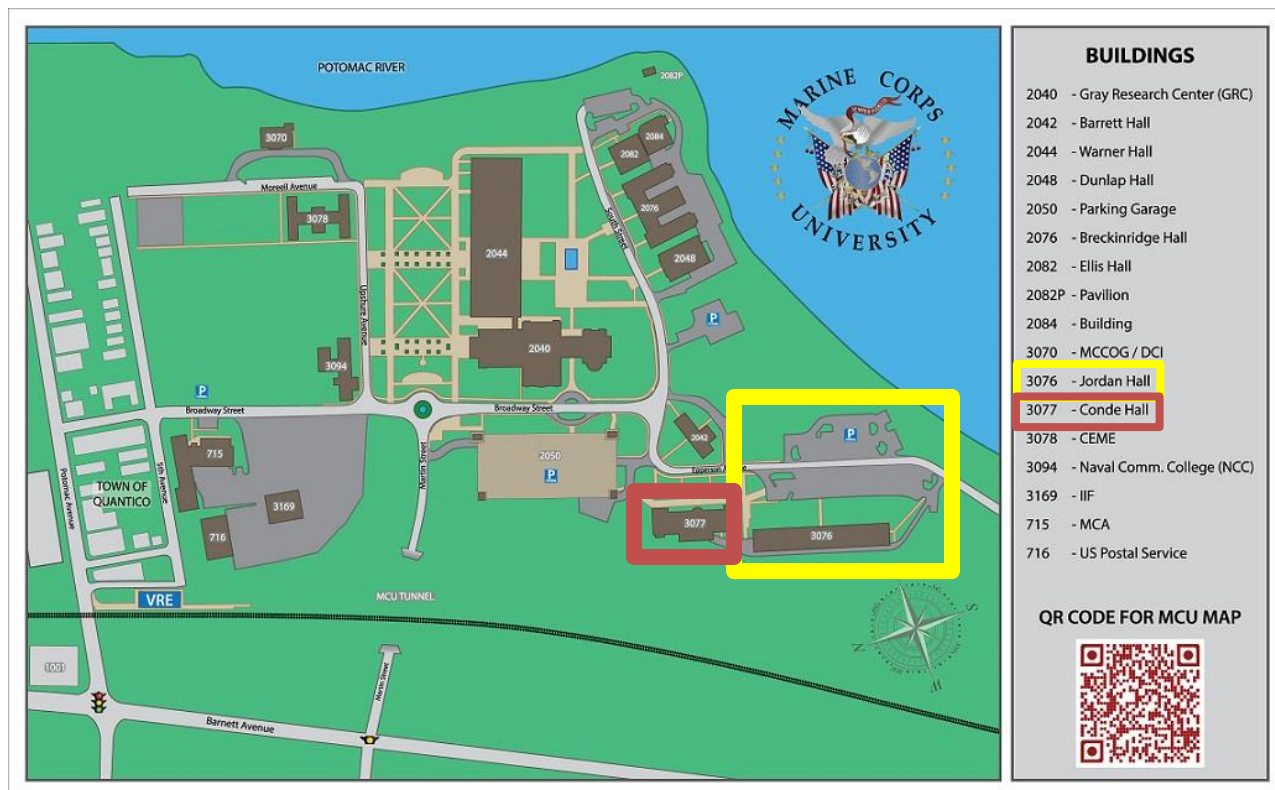 POTOMAC RIVER
2082P
MARINE CORPS
UNIVERSITY
3070
2084
2082
Moreell Avenue
3078
2076
South Street
2044
2048
Upshure Avenue
P
2040
3094
P
Broadway Street
Broadway Street
2042
P
715
2050
P
Epperson Avenue
Martin Street
5th Avenue
Potomac Avenue
TOWN OF
QUANTICO
3169
716
3077
3076
VRE
MCU TUNNEL
S
N
W
1001
Martin Street
Barnett Avenue
BUILDINGS
2040 - Gray Research Center (GRC)
2042 - Barrett Hall
2044 - Warner Hall
2048 - Dunlap Hall
2050 - Parking Garage
2076 - Breckinridge Hall
2082 - Ellis Hall
2082P - Pavilion
2084 - Building
3070 - MCCOG / DCI
3076 - Jordan Hall
3077 - Conde Hall
3078 - CEME
3094 - Naval Comm. College (NCC)
3169 - IIF
715 - MCA
716 - US Postal Service
QR CODE FOR MCU MAP